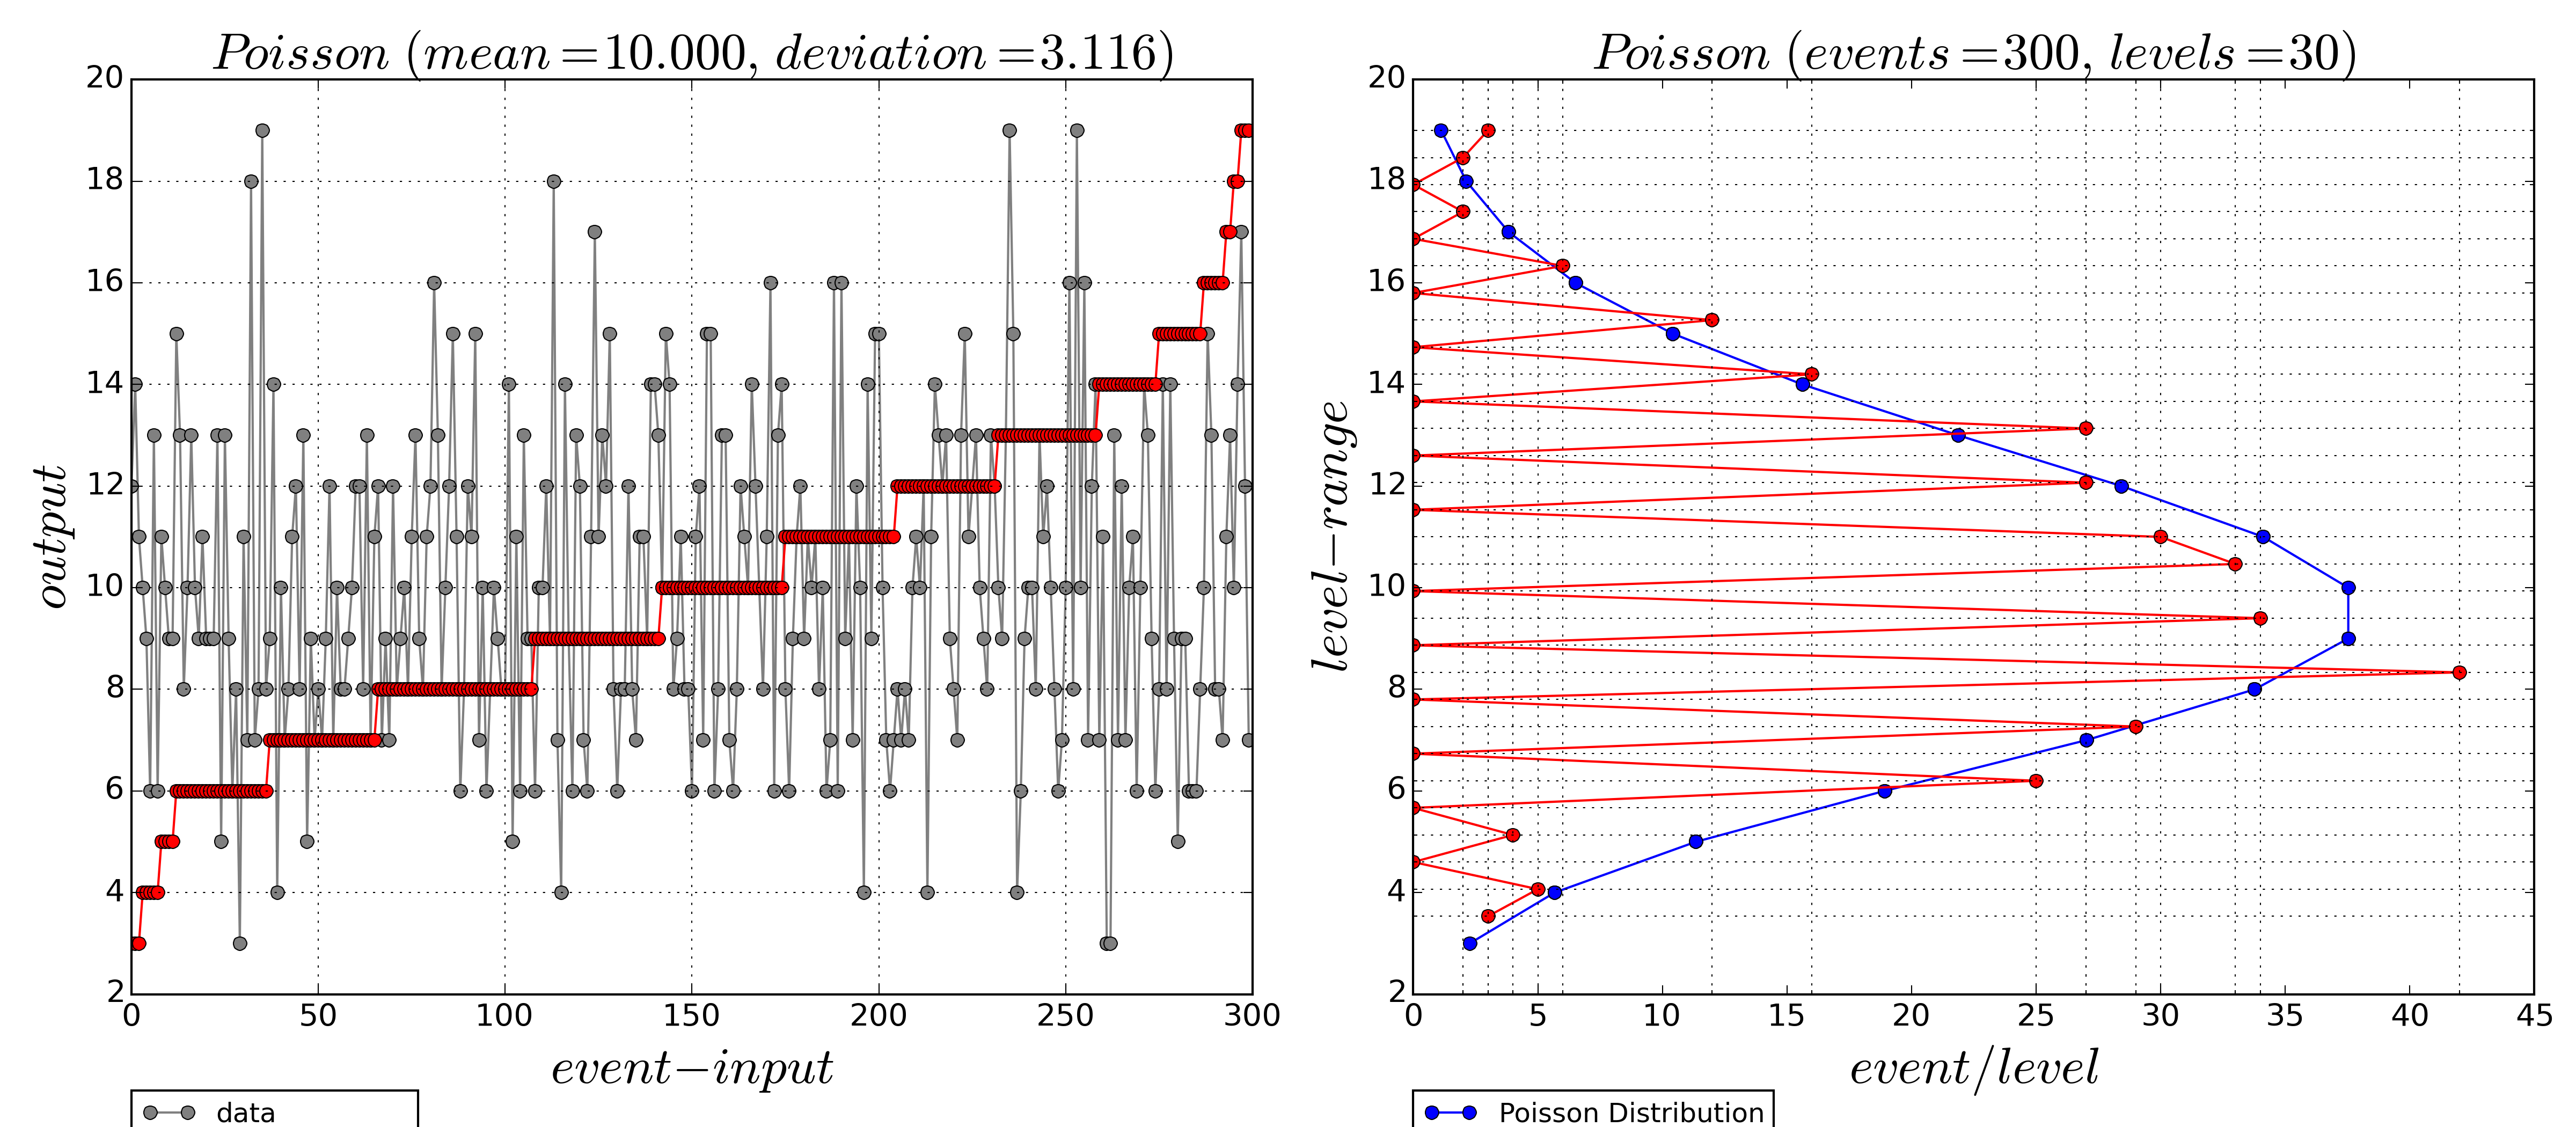 Poisson (mean=10.000, deviation=3.116)
20
18
16
14
12
10
8
6
4
2
output
0 50 100 150 200 250 300
event-input
data
Poisson (events=300, levels=30)
20
18
16
14
12
10
8
6
4
2
level-range
0 5 10 15 20 25 30 35 40 45
event/level
Poisson Distribution